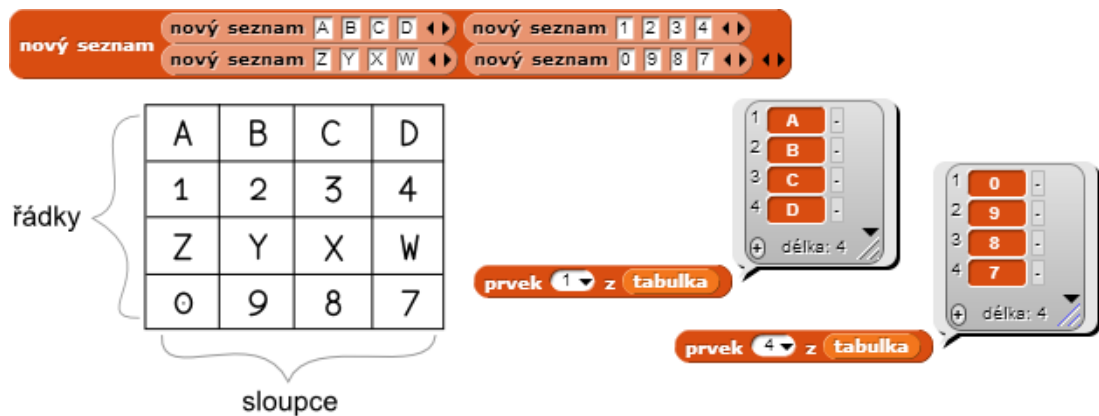 nový seznam
nový seznam A B C D
nový seznam 1 2 3 4
nový seznam Z Y X W
nový seznam 0 9 8 7
A B C D
1 2 3 4
Z Y X W
0 9 8 7
řádky
sloupce
1 A -
2 B -
3 C -
4 D -
+ délka: 4
prvek 1 z tabulka
1 0 -
2 9 -
3 8 -
4 7 -
+ délka: 4
prvek 4 z tabulka